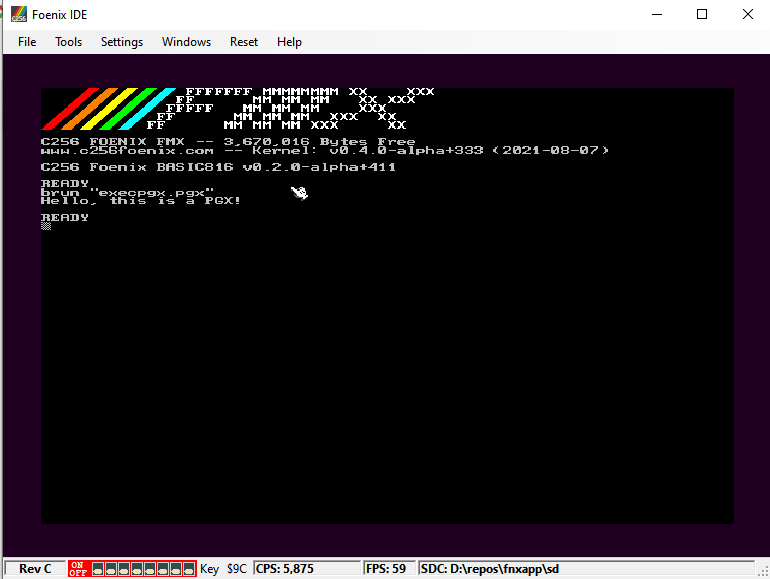 Foenix IDE
File Tools Settings Windows Reset Help
FFFFFFF MMMMMMMM XX XXX
FF MM MM MM XX XXX
FFFFF MM MM MM XXX
FF MM MM MM XXX XX
FF MM MM MM XXX XX
C256 FOENIX FMX -- 3,670,016 Bytes Free
www.c256foenix.com -- Kernel: v0.4.0-alpha+333 (2021-08-07)
C256 Foenix BASIC816 v0.2.0-alpha+411
READY
brun "execpgx.pgx"
Hello, this is a PGX!
READY
Rev C ON OFF Key $9C CPS: 5,875 FPS: 59 SDC: D:\repos\fnxapp\sd